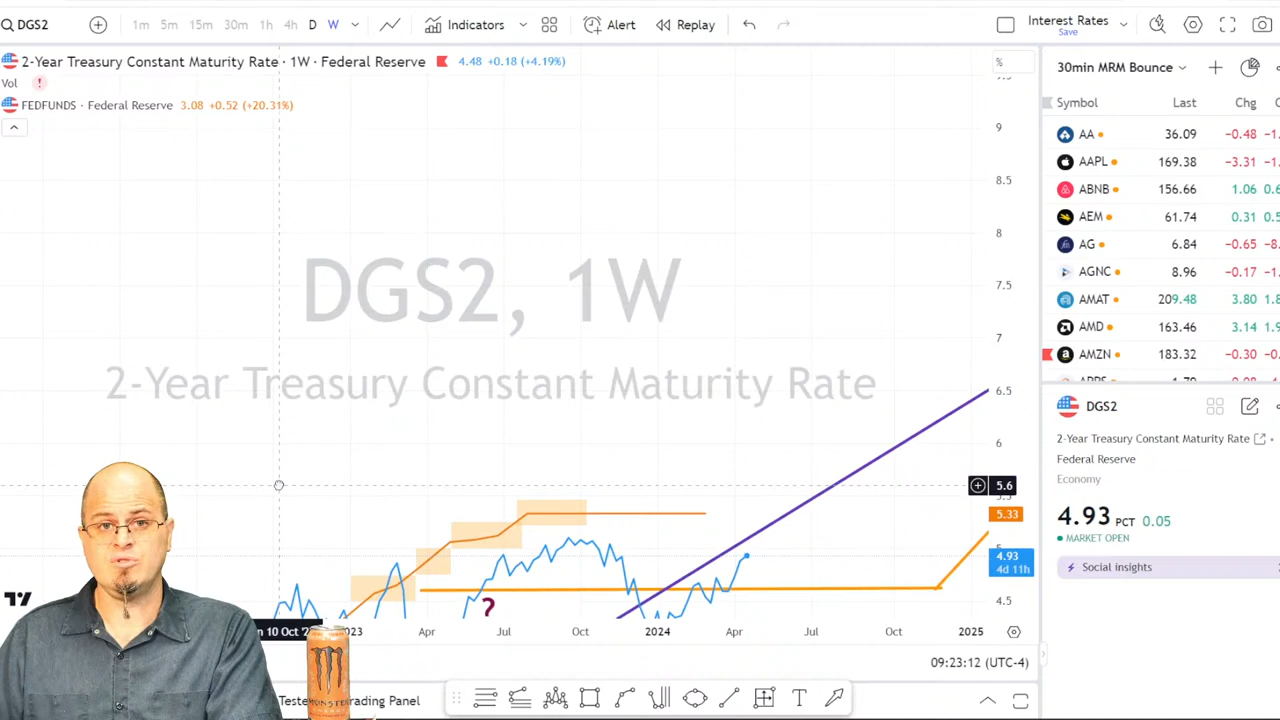 DGS2
1m 5m 15m 30m 1h 4h D W
Indicators
Alert
Replay
Interest Rates
Save
2-Year Treasury Constant Maturity Rate · 1W · Federal Reserve 4.48 +0.18 (+4.19%)
Vol
FEDFUNDS · Federal Reserve 3.08 +0.52 (+20.31%)
%
9
8.5
8
7.5
7
6.5
6
5.6
5.33
4.93
4d 11h
4.5
DGS2, 1W
2-Year Treasury Constant Maturity Rate
?
Apr Jul Oct 2024 Apr Jul Oct 2025
09:23:12 (UTC-4)
MONSTER
30min MRM Bounce
Symbol Last Chg
AA 36.09 −0.48
AAPL 169.38 −3.31
ABNB 156.66 1.06
AEM 61.74 0.31
AG 6.84 −0.65
AGNC 8.96 −0.17
AMAT 209.48 3.80
AMD 163.46 3.14
AMZN 183.32 −0.30
DGS2
2-Year Treasury Constant Maturity Rate
Federal Reserve
Economy
4.93 PCT 0.05
MARKET OPEN
Social insights